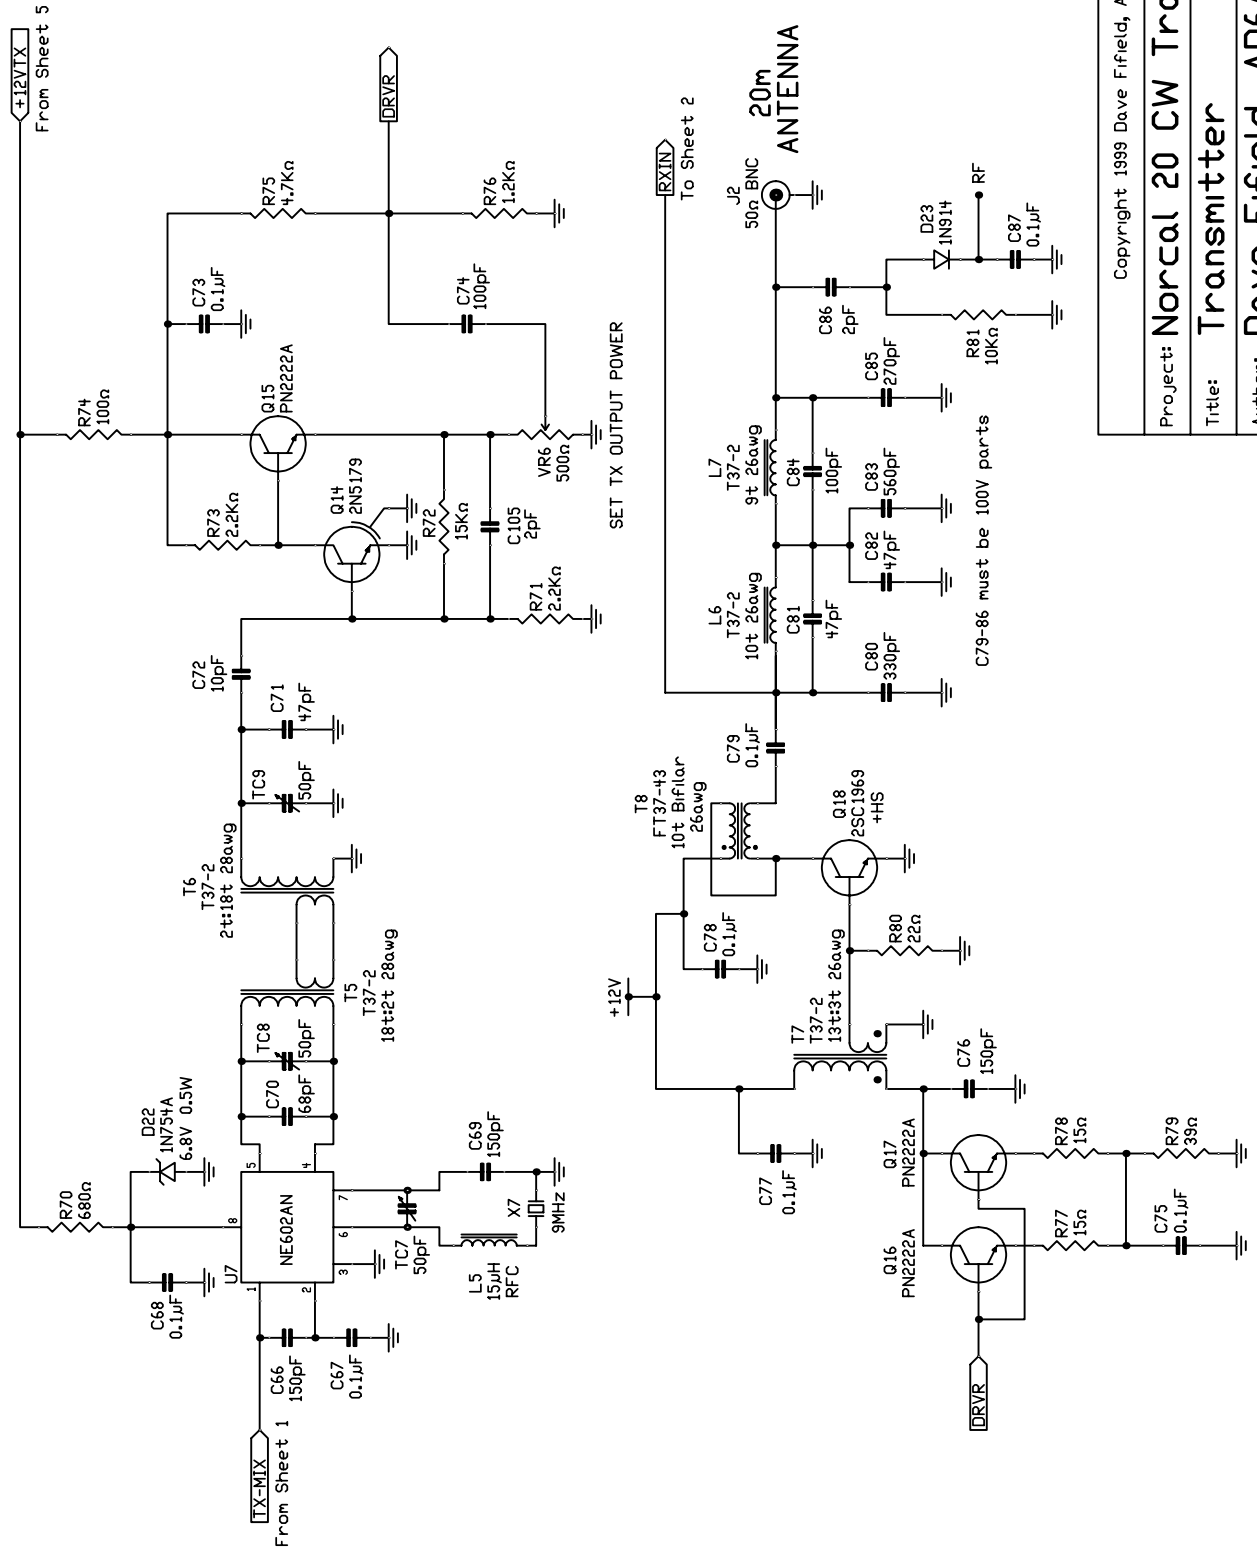 +12VTX
From Sheet 5
R70
680Ω
D22
1N754A
6.8V 0.5W
C68
0.1µF
U7
NE602AN
1
2
3
4
5
6
7
8
TX-MIX
From Sheet 1
C66
150pF
C67
0.1µF
TC7
50pF
L5
15µH
RFC
C69
150pF
X7
9MHz
C70
68pF
TC8
50pF
T5
T37-2
18t:2t 28awg
T6
T37-2
2t:18t 28awg
TC9
50pF
C71
47pF
C72
10pF
R74
100Ω
R73
2.2KΩ
Q15
PN2222A
Q14
2N5179
R72
15KΩ
C105
2pF
R71
2.2KΩ
VR6
500Ω
SET TX OUTPUT POWER
C73
0.1µF
C74
100pF
R75
4.7KΩ
R76
1.2KΩ
DRVR
DRVR
Q16
PN2222A
Q17
PN2222A
R77
15Ω
R78
15Ω
C75
0.1µF
R79
39Ω
C76
150pF
C77
0.1µF
+12V
T7
T37-2
13t:3t 26awg
C78
0.1µF
R80
22Ω
T8
FT37-43
10t Bifilar
26awg
Q18
2SC1969
+HS
C79
0.1µF
RXIN
To Sheet 2
L6
T37-2
10t 26awg
C81
47pF
C80
330pF
L7
T37-2
9t 26awg
C84
100pF
C82
47pF
C83
560pF
C85
270pF
C79-86 must be 100V parts
J2
50Ω BNC
20m
ANTENNA
C86
2pF
R81
10KΩ
D23
1N914
RF
C87
0.1µF
Copyright 1999 Dave Fifield, A
Project: Norcal 20 CW Tra
Title: Transmitter